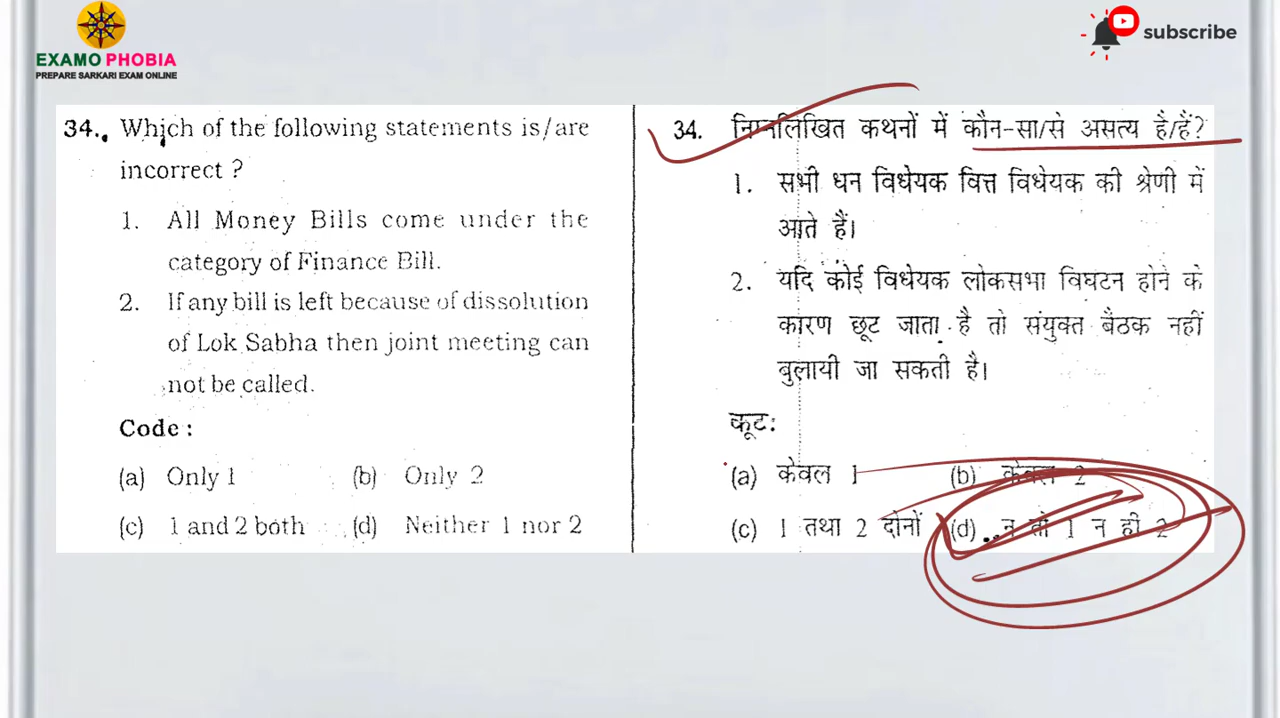 EXAMO PHOBIA
PREPARE SARKARI EXAM ONLINE
subscribe
34. Which of the following statements is/are
incorrect ?
1. All Money Bills come under the
category of Finance Bill.
2. If any bill is left because of dissolution
of Lok Sabha then joint meeting can
not be called.
Code :
(a) Only 1 (b) Only 2
(c) 1 and 2 both (d) Neither 1 nor 2
34. निम्नलिखित कथनों में कौन-सा/से असत्य है/हैं?
1. सभी धन विधेयक वित्त विधेयक की श्रेणी में
आते हैं।
2. यदि कोई विधेयक लोकसभा विघटन होने के
कारण छूट जाता है तो संयुक्त बैठक नहीं
बुलायी जा सकती है।
कूट:
(a) केवल 1 (b) केवल 2
(c) 1 तथा 2 दोनों (d) न तो 1 न ही 2